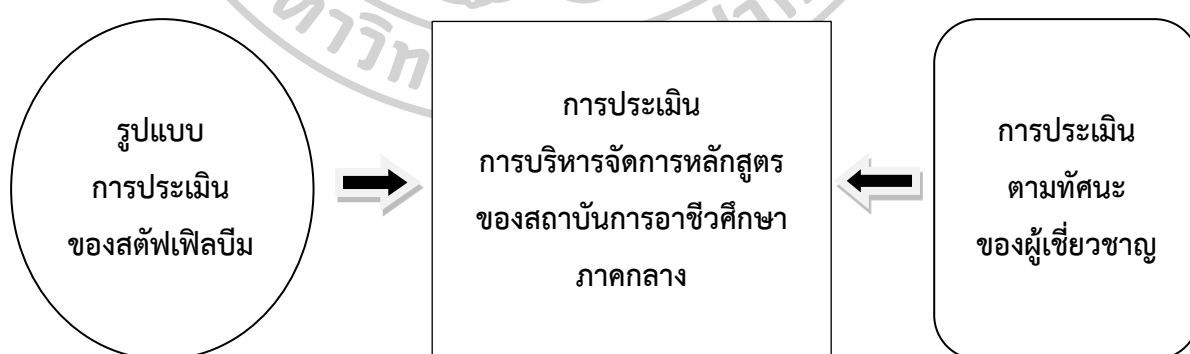 รูปแบบ
การประเมิน
ของสตัฟเฟิลบีม
การประเมิน
การบริหารจัดการหลักสูตร
ของสถาบันการอาชีวศึกษา
ภาคกลาง
การประเมิน
ตามทัศนะ
ของผู้เชี่ยวชาญ